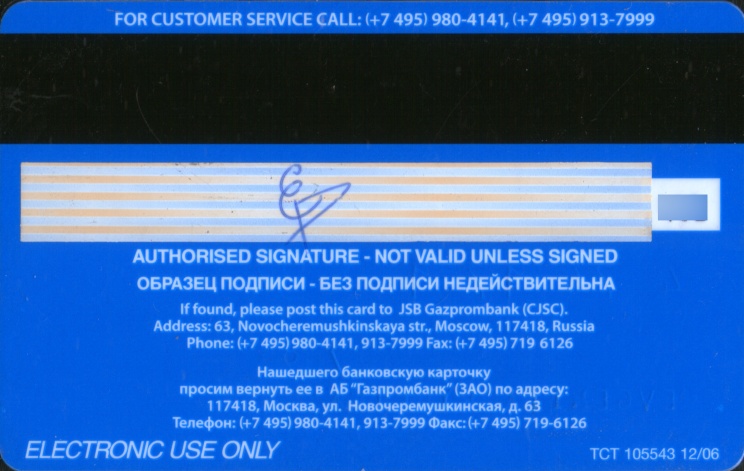 FOR CUSTOMER SERVICE CALL: (+7 495) 980-4141, (+7 495) 913-7999
AUTHORISED SIGNATURE - NOT VALID UNLESS SIGNED
ОБРАЗЕЦ ПОДПИСИ - БЕЗ ПОДПИСИ НЕДЕЙСТВИТЕЛЬНА
If found, please post this card to JSB Gazprombank (CJSC).
Address: 63, Novocheremushkinskaya str., Moscow, 117418, Russia
Phone: (+7 495) 980-4141, 913-7999 Fax: (+7 495) 719 6126
Нашедшего банковскую карточку
просим вернуть ее в АБ "Газпромбанк" (ЗАО) по адресу:
117418, Москва, ул. Новочеремушкинская, д. 63
Телефон: (+7 495) 980-4141, 913-7999 Факс: (+7 495) 719-6126
ELECTRONIC USE ONLY
TCT 105543 12/06